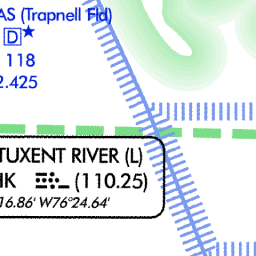 AS (Trapnell Fld)
D★
118
2.425
TUXENT RIVER (L)
HK (110.25)
16.86' W76°24.64'